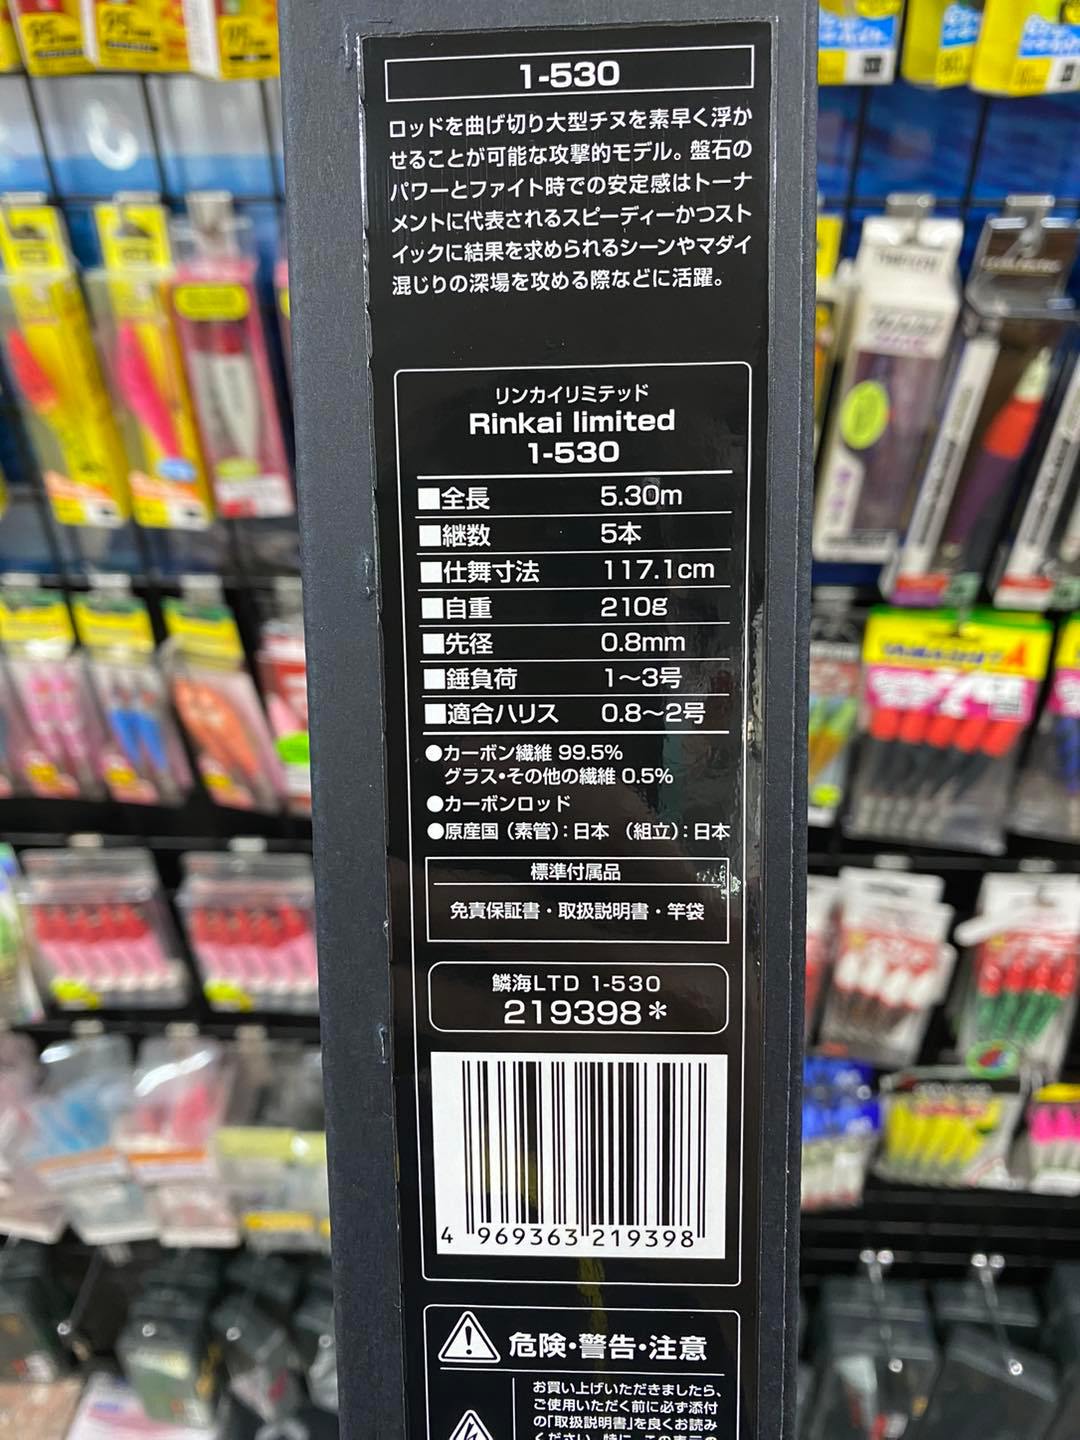 1-530
ロッドを曲げ切り大型チヌを素早く浮か
せることが可能な攻撃的モデル。盤石の
パワーとファイト時での安定感はトーナ
メントに代表されるスピーディーかつスト
イックに結果を求められるシーンやマダイ
混じりの深場を攻める際などに活躍。
リンカイリミテッド
Rinkai limited
1-530
■全長 5.30m
■継数 5本
■仕舞寸法 117.1cm
■自重 210g
■先径 0.8mm
■錘負荷 1〜3号
■適合ハリス 0.8〜2号
●カーボン繊維 99.5%
グラス・その他の繊維 0.5%
●カーボンロッド
●原産国（素管）：日本 （組立）：日本
標準付属品
免責保証書・取扱説明書・竿袋
鱗海LTD 1-530
219398＊
4 969363 219398
危険・警告・注意
お買い上げいただきましたら、
ご使用いただく前に必ず添付
の「取扱説明書」を良くお読み
ください。特に、この表示の